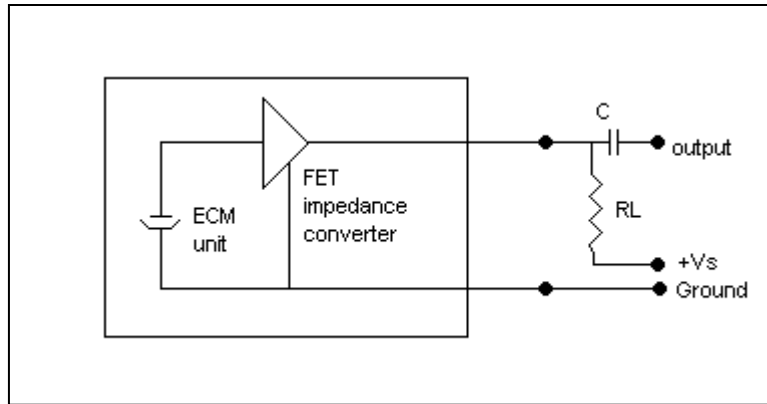 C
output
FET
impedance
converter
ECM
unit
RL
+Vs
Ground